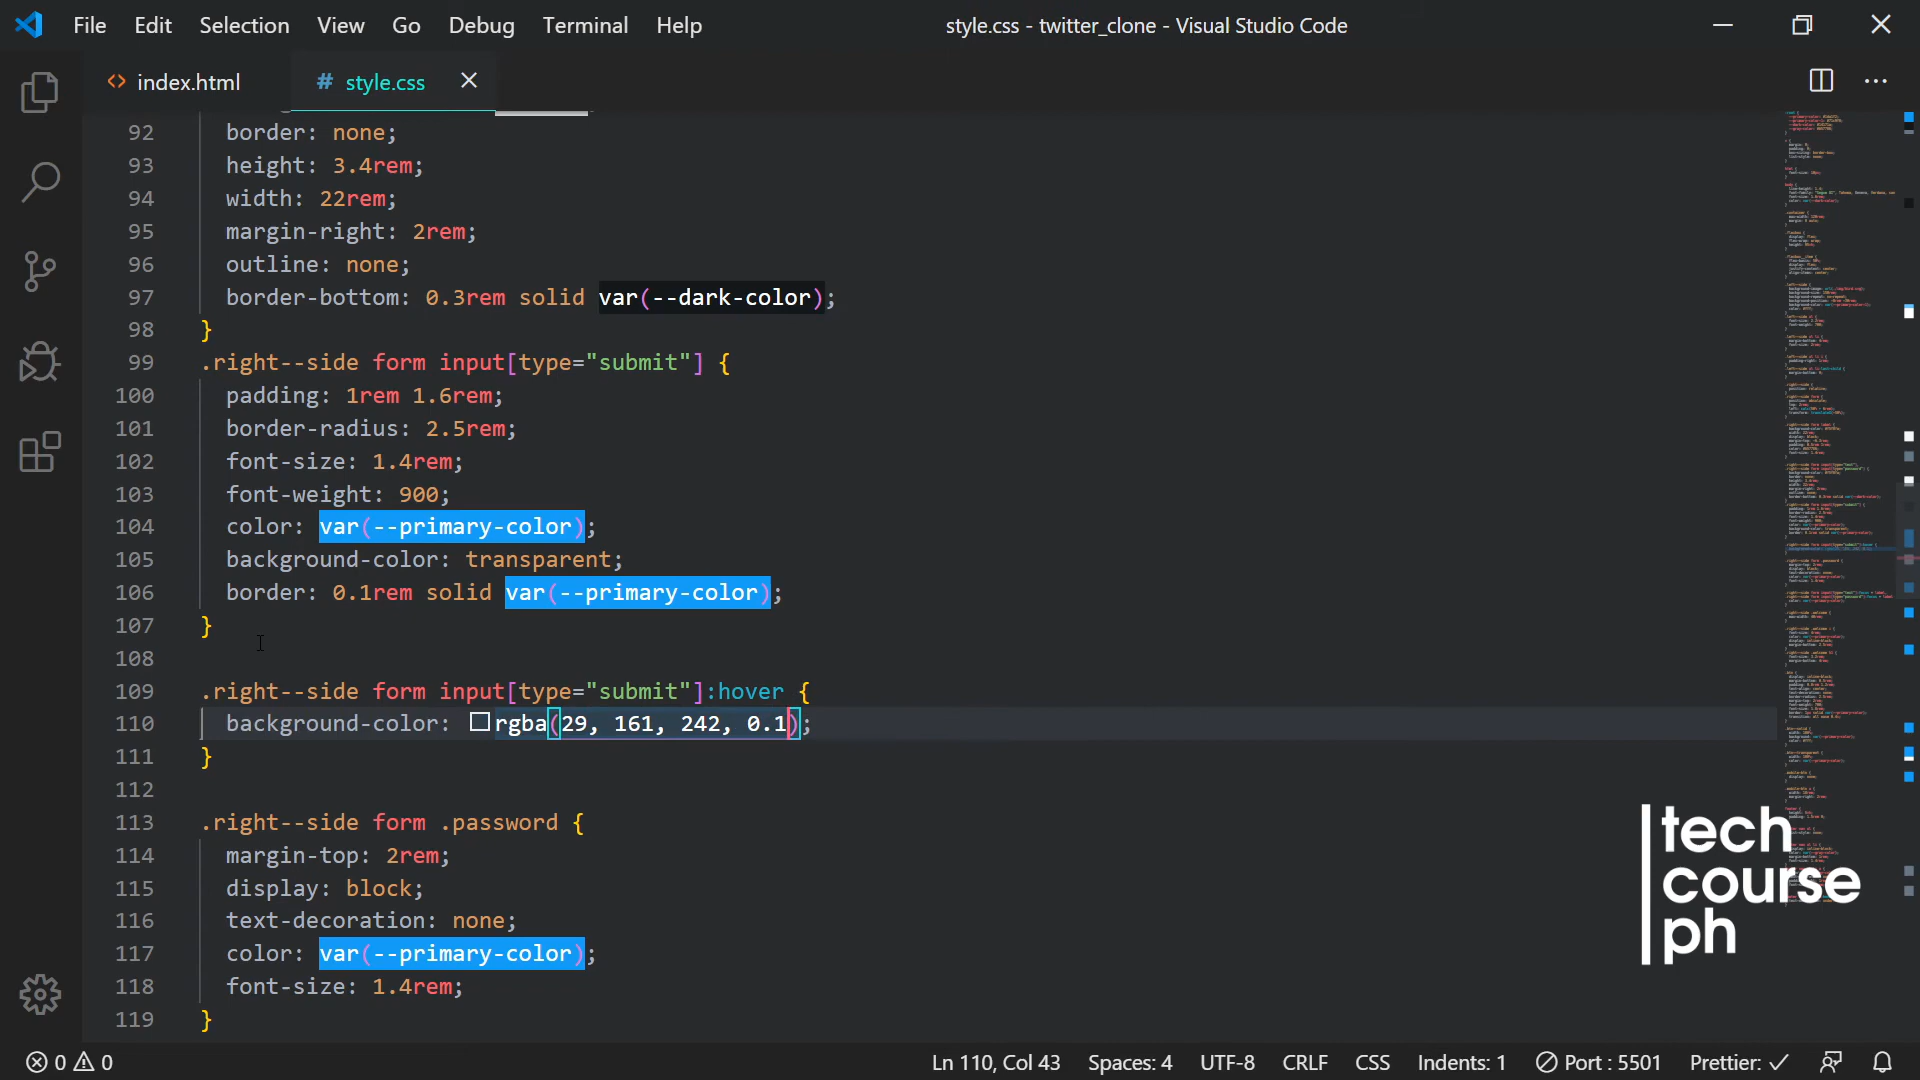 File Edit Selection View Go Debug Terminal Help
style.css - twitter_clone - Visual Studio Code
<> index.html
# style.css
92 border: none;
93 height: 3.4rem;
94 width: 22rem;
95 margin-right: 2rem;
96 outline: none;
97 border-bottom: 0.3rem solid var(--dark-color);
98 }
99 .right--side form input[type="submit"] {
100 padding: 1rem 1.6rem;
101 border-radius: 2.5rem;
102 font-size: 1.4rem;
103 font-weight: 900;
104 color: var(--primary-color);
105 background-color: transparent;
106 border: 0.1rem solid var(--primary-color);
107 }
108
109 .right--side form input[type="submit"]:hover {
110 background-color: rgba(29, 161, 242, 0.1);
111 }
112
113 .right--side form .password {
114 margin-top: 2rem;
115 display: block;
116 text-decoration: none;
117 color: var(--primary-color);
118 font-size: 1.4rem;
119 }
tech
course
ph
0 0 Ln 110, Col 43 Spaces: 4 UTF-8 CRLF CSS Indents: 1 Port : 5501 Prettier: ✓